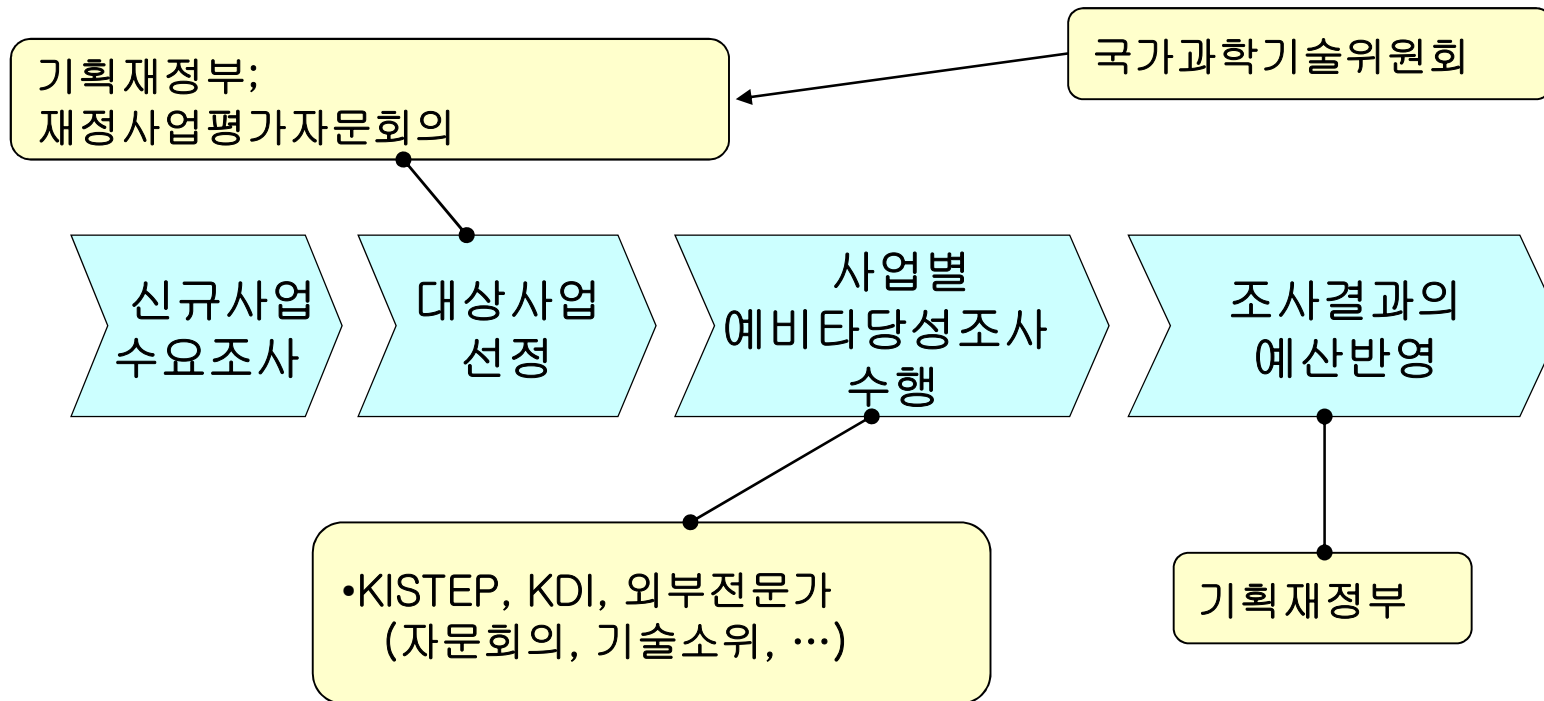 기획재정부;
재정사업평가자문회의
국가과학기술위원회
신규사업
수요조사
대상사업
선정
사업별
예비타당성조사
수행
조사결과의
예산반영
•KISTEP, KDI, 외부전문가
(자문회의, 기술소위, …)
기획재정부